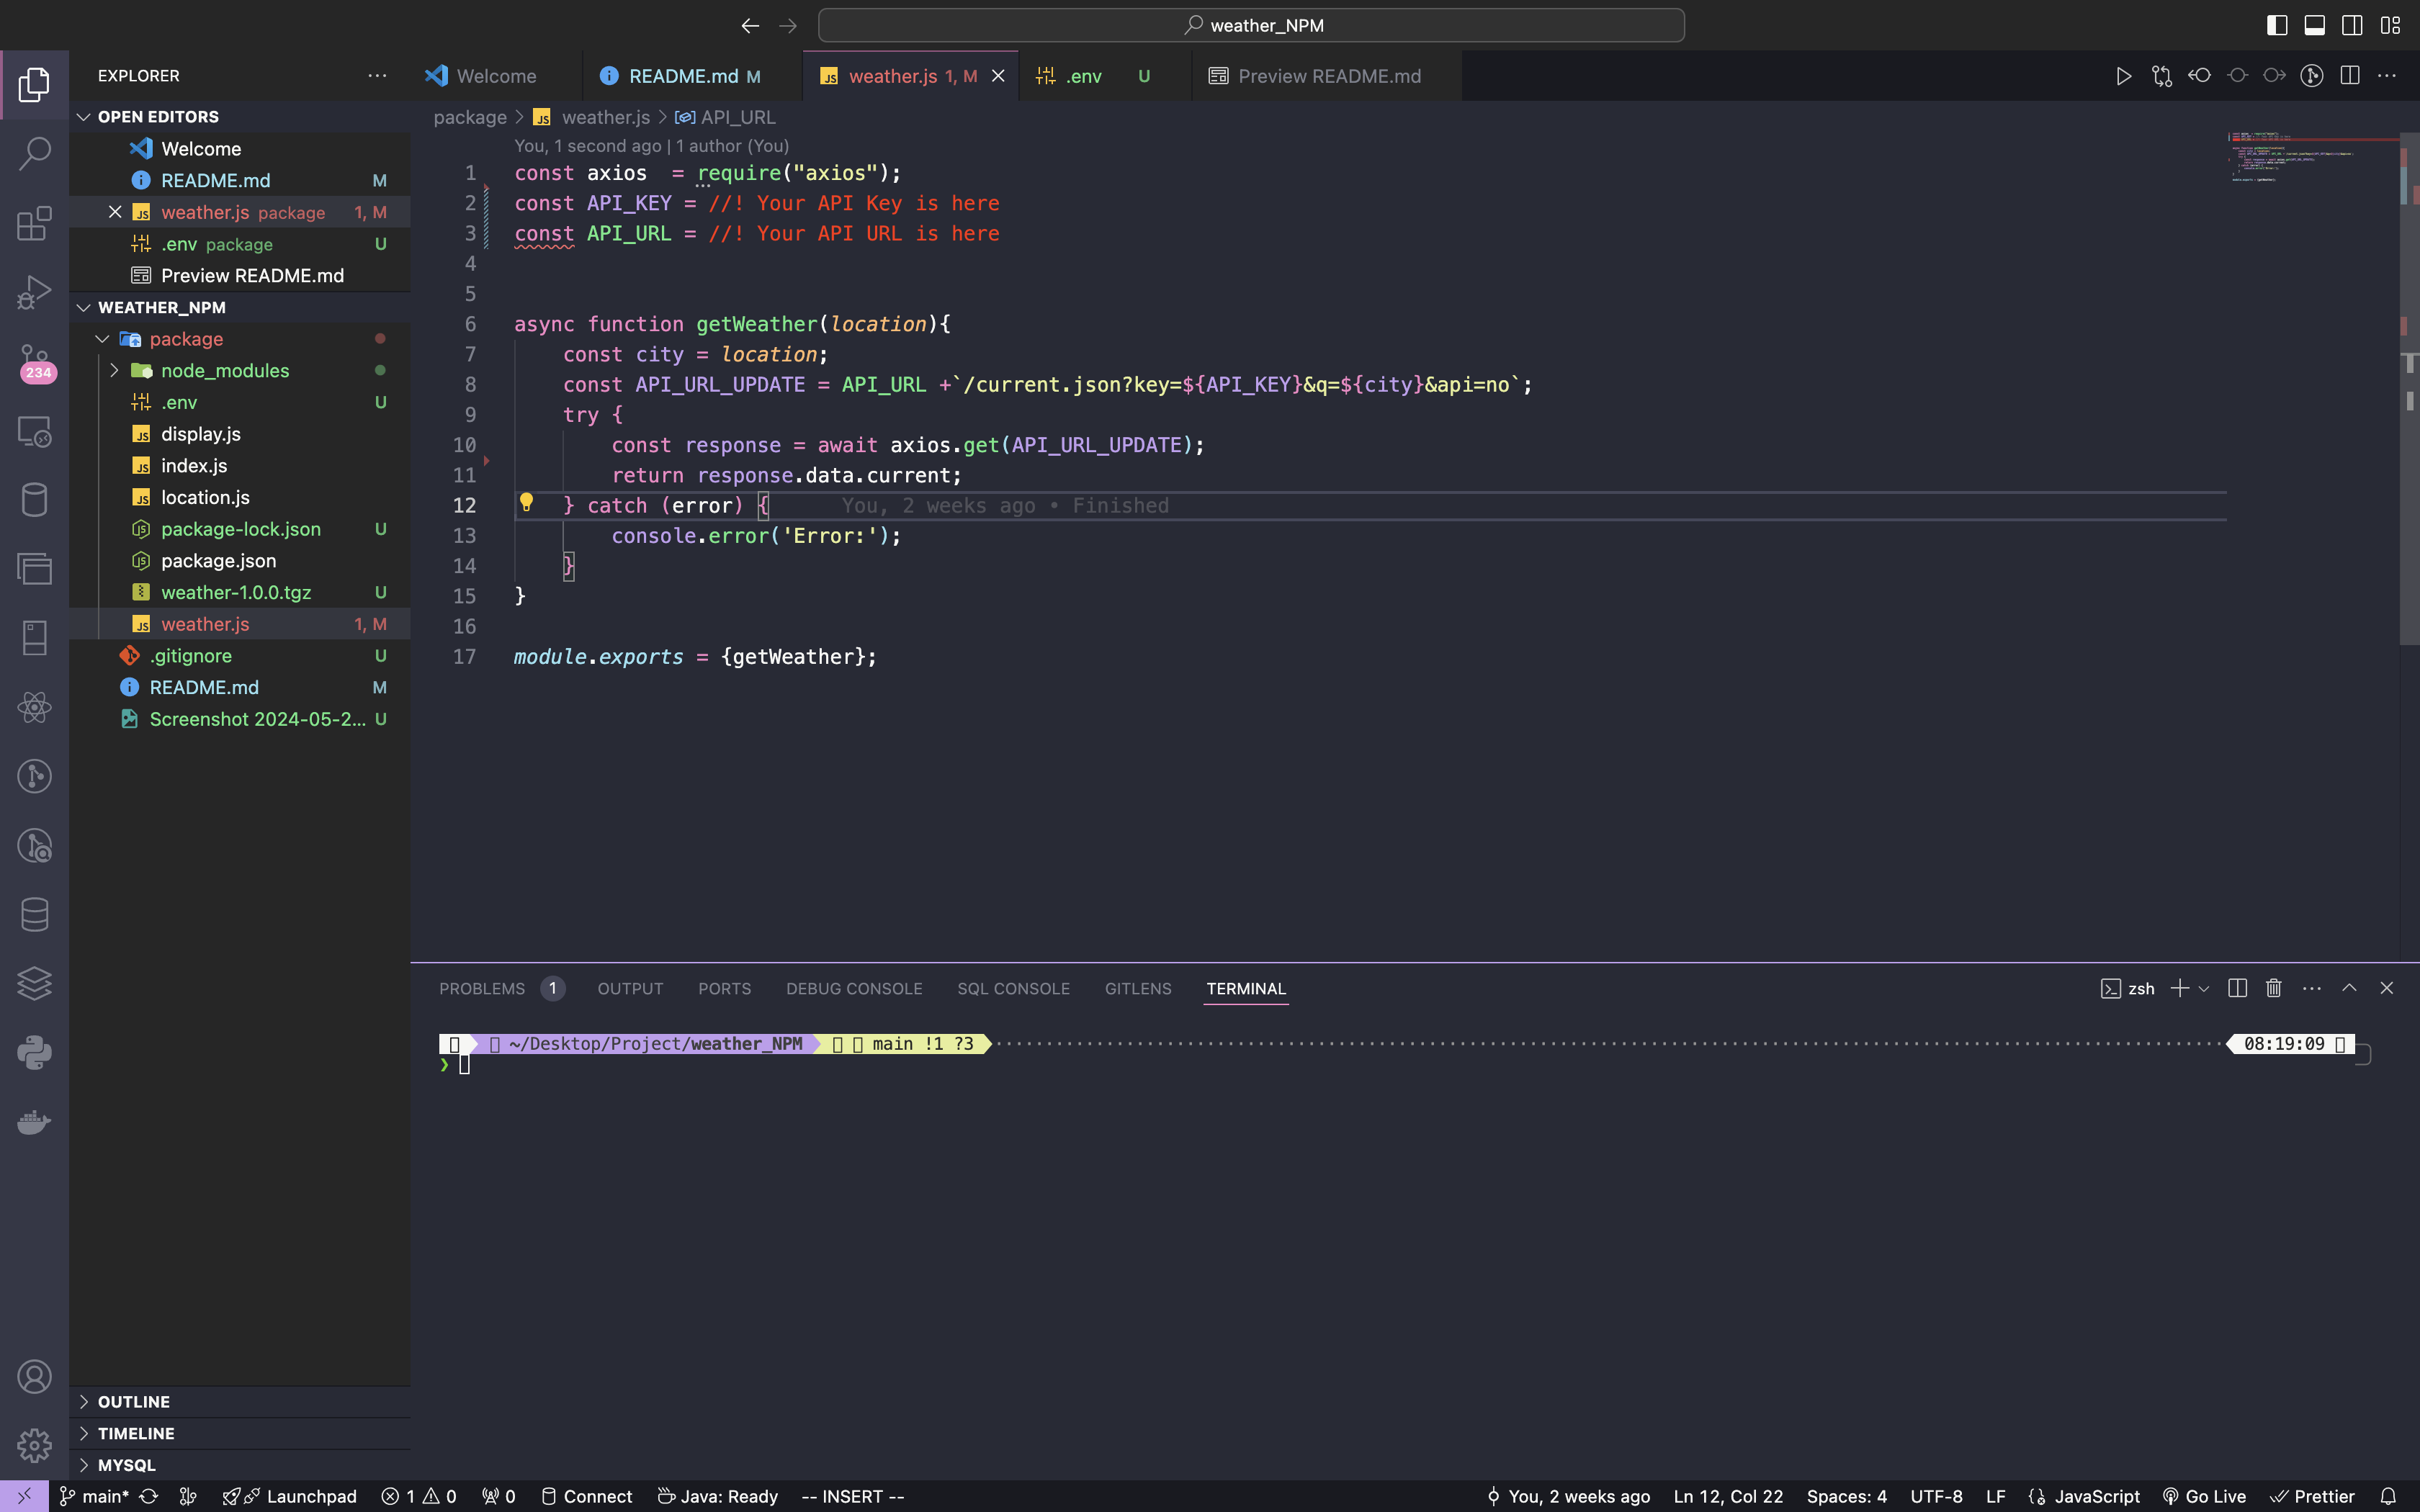 weather_NPM
EXPLORER
Welcome
README.md M
weather.js 1, M
.env U
Preview README.md
OPEN EDITORS
Welcome
README.md M
weather.js package 1, M
.env package U
Preview README.md
WEATHER_NPM
package
node_modules
.env U
display.js
index.js
location.js
package-lock.json U
package.json
weather-1.0.0.tgz U
weather.js 1, M
.gitignore U
README.md M
Screenshot 2024-05-2... U
OUTLINE
TIMELINE
MYSQL
234
package > weather.js > API_URL
You, 1 second ago | 1 author (You)
1 const axios  = require("axios");
2 const API_KEY = //! Your API Key is here
3 const API_URL = //! Your API URL is here
4
5
6 async function getWeather(location){
7 const city = location;
8 const API_URL_UPDATE = API_URL +`/current.json?key=${API_KEY}&q=${city}&api=no`;
9 try {
10 const response = await axios.get(API_URL_UPDATE);
11 return response.data.current;
12 } catch (error) { You, 2 weeks ago • Finished
13 console.error('Error:');
14 }
15 }
16
17 module.exports = {getWeather};
PROBLEMS 1 OUTPUT PORTS DEBUG CONSOLE SQL CONSOLE GITLENS TERMINAL
zsh
~/Desktop/Project/weather_NPM main !1 ?3 08:19:09
❯
main* Launchpad 1 0 0 Connect Java: Ready -- INSERT -- You, 2 weeks ago Ln 12, Col 22 Spaces: 4 UTF-8 LF JavaScript Go Live Prettier